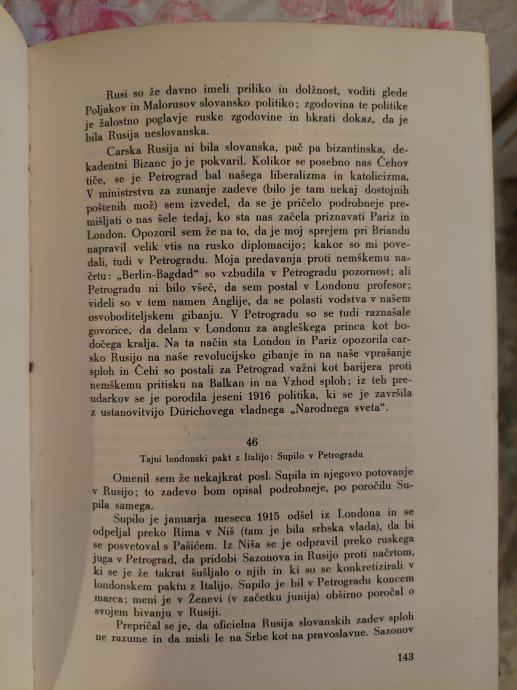 Rusi so že davno imeli priliko in dolžnost, voditi glede
Poljakov in Malorusov slovansko politiko; zgodovina te politike
je žalostno poglavje ruske zgodovine in hkrati dokaz, da je
bila Rusija neslovanska.
Carska Rusija ni bila slovanska, pač pa bizantinska, de-
kadentni Bizanc jo je pokvaril. Kolikor se posebno nas Čehov
tiče, se je Petrograd bal našega liberalizma in katolicizma.
V ministrstvu za zunanje zadeve (bilo je tam nekaj dostojnih
poštenih mož) sem izvedel, da se je pričelo podrobneje pre-
mišljati o nas šele tedaj, ko sta nas začela priznavati Pariz in
London. Opozoril sem že na to, da je moj sprejem pri Briandu
napravil velik vtis na rusko diplomacijo; kakor so mi pove-
dali, tudi v Petrogradu. Moja predavanja proti nemškemu na-
črtu: „Berlin-Bagdad“ so vzbudila v Petrogradu pozornost; ali
Petrogradu ni bilo všeč, da sem postal v Londonu profesor;
videli so v tem namen Anglije, da se polasti vodstva v našem
osvoboditeljskem gibanju. V Petrogradu so se tudi raznašale
govorice, da delam v Londonu za angleškega princa kot bo-
dočega kralja. Na ta način sta London in Pariz opozorila car-
sko Rusijo na naše revolucijsko gibanje in na naše vprašanje
sploh in Čehi so postali za Petrograd važni kot barijera proti
nemškemu pritisku na Balkan in na Vzhod sploh; iz teh pre-
udarkov se je porodila jeseni 1916 politika, ki se je završila
z ustanovitvijo Dürichovega vladnega „Narodnega sveta“.
46
Tajni londonski pakt z Italijo: Supilo v Petrogradu
Omenil sem že nekajkrat posl. Supila in njegovo potovanje
v Rusijo; to zadevo bom opisal podrobneje, po poročilu Su-
pila samega.
Supilo je januarja meseca 1915 odšel iz Londona in se
odpeljal preko Rima v Niš (tam je bila srbska vlada), da bi
se posvetoval s Pašićem. Iz Niša se je odpravil preko ruskega
juga v Petrograd, da pridobi Sazonova in Rusijo proti načrtom,
ki se je že takrat šušljalo o njih in ki so se konkretizirali v
londonskem paktu z Italijo. Supilo je bil v Petrogradu koncem
marca; meni je v Ženevi (v začetku junija) obširno poročal o
svojem bivanju v Rusiji.
Prepričal se je, da oficielna Rusija slovanskih zadev sploh
ne razume in da misli le na Srbe kot na pravoslavne. Sazonov
143